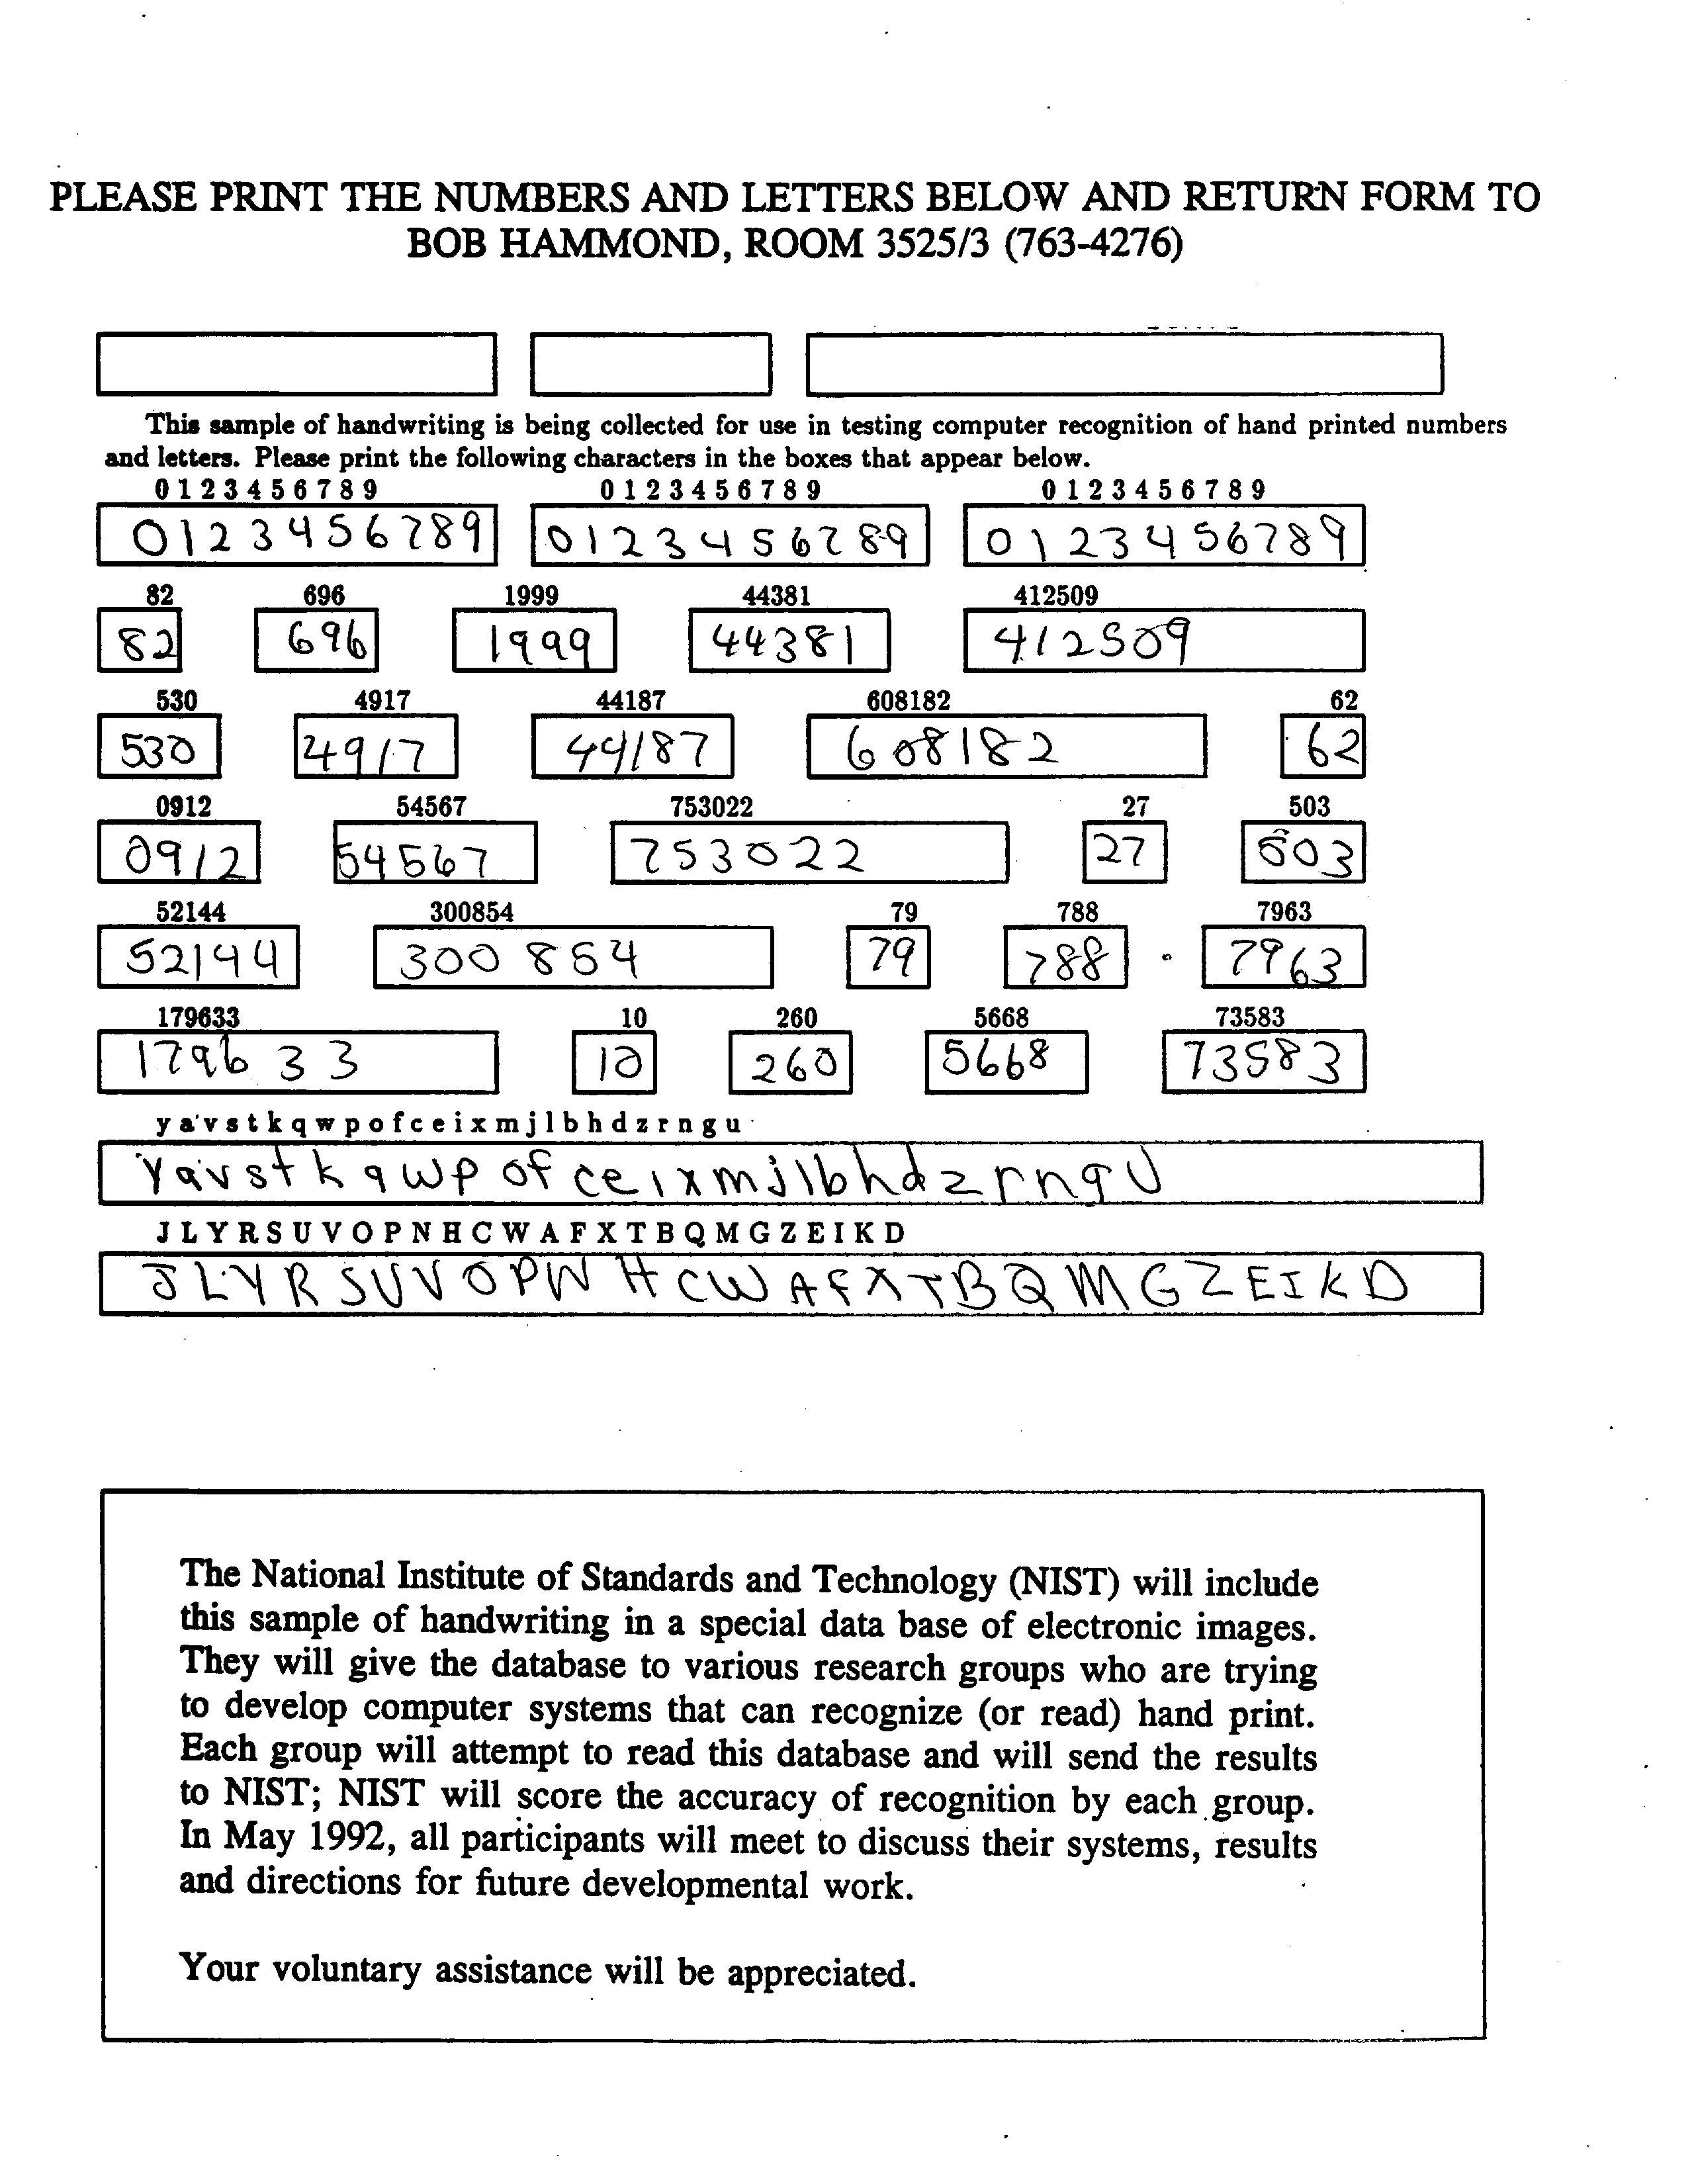 PLEASE PRINT THE NUMBERS AND LETTERS BELOW AND RETURN FORM TO
BOB HAMMOND, ROOM 3525/3 (763-4276)
This sample of handwriting is being collected for use in testing computer recognition of hand printed numbers
and letters. Please print the following characters in the boxes that appear below.
0 1 2 3 4 5 6 7 8 9 0 1 2 3 4 5 6 7 8 9 0 1 2 3 4 5 6 7 8 9
0123456789 0123456789 0123456789
82 696 1999 44381 412509
82 696 1999 44381 412509
530 4917 44187 608182 62
530 4917 44187 608182 62
0912 54567 753022 27 503
0912 54567 753022 27 503
52144 300854 79 788 7963
52144 300854 79 788 7963
179633 10 260 5668 73583
179633 10 260 5668 73583
y a v s t k q w p o f c e i x m j l b h d z r n g u
yavstkqwpofceixmjlbhdzrngu
J L Y R S U V O P N H C W A F X T B Q M G Z E I K D
JLYRSUVOPNHCWAFXTBQMGZEIKD
The National Institute of Standards and Technology (NIST) will include
this sample of handwriting in a special data base of electronic images.
They will give the database to various research groups who are trying
to develop computer systems that can recognize (or read) hand print.
Each group will attempt to read this database and will send the results
to NIST; NIST will score the accuracy of recognition by each group.
In May 1992, all participants will meet to discuss their systems, results
and directions for future developmental work.
Your voluntary assistance will be appreciated.